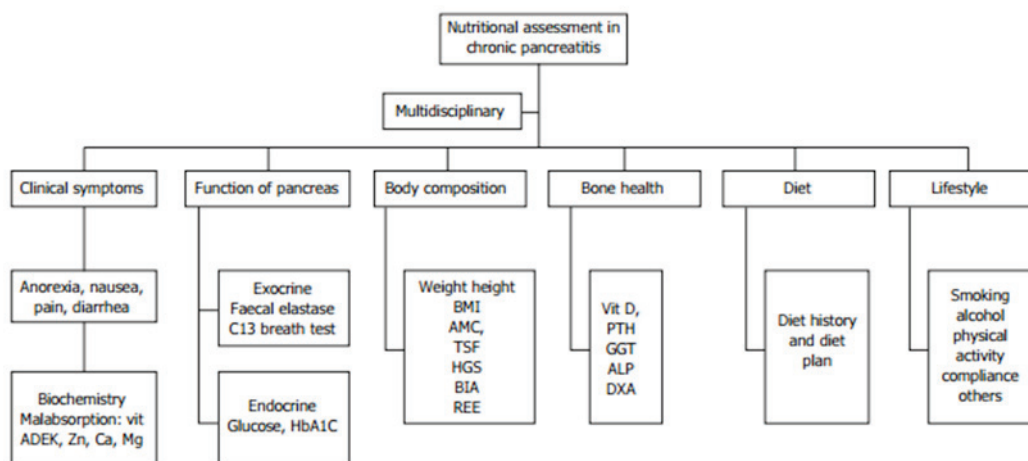 Nutritional assessment in
chronic pancreatitis
Multidisciplinary
Clinical symptoms
Function of pancreas
Body composition
Bone health
Diet
Lifestyle
Anorexia, nausea,
pain, diarrhea
Biochemistry
Malabsorption: vit
ADEK, Zn, Ca, Mg
Exocrine
Faecal elastase
C13 breath test
Endocrine
Glucose, HbA1C
Weight height
BMI
AMC,
TSF
HGS
BIA
REE
Vit D,
PTH
GGT
ALP
DXA
Diet history
and diet
plan
Smoking
alcohol
physical
activity
compliance
others